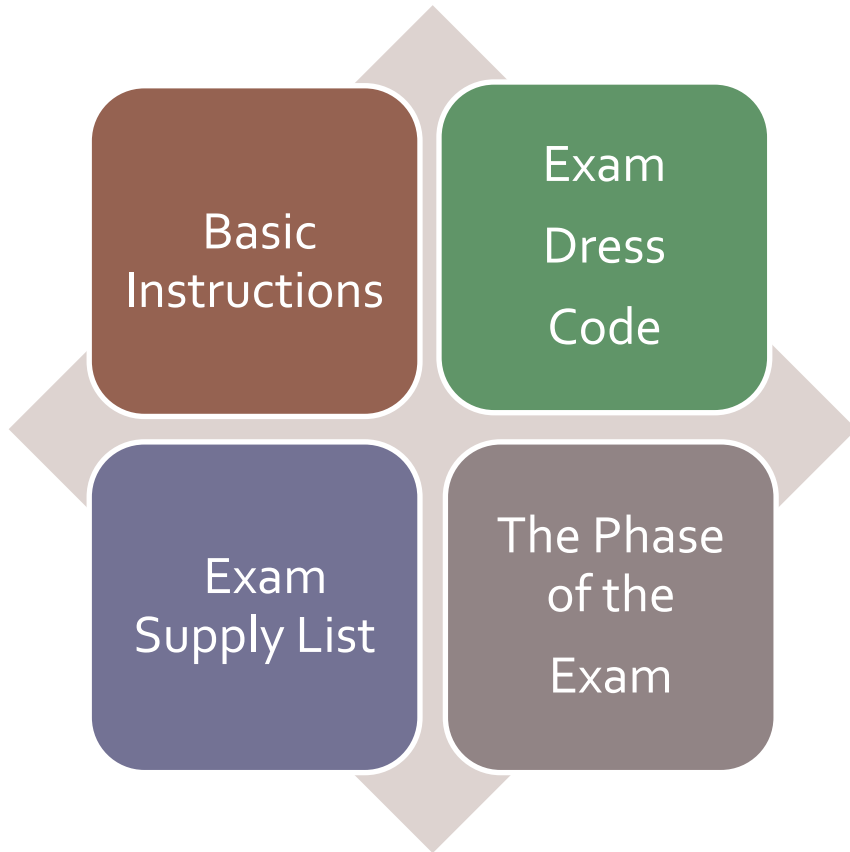 Basic
Instructions
Exam
Dress
Code
Exam
Supply List
The Phase
of the
Exam